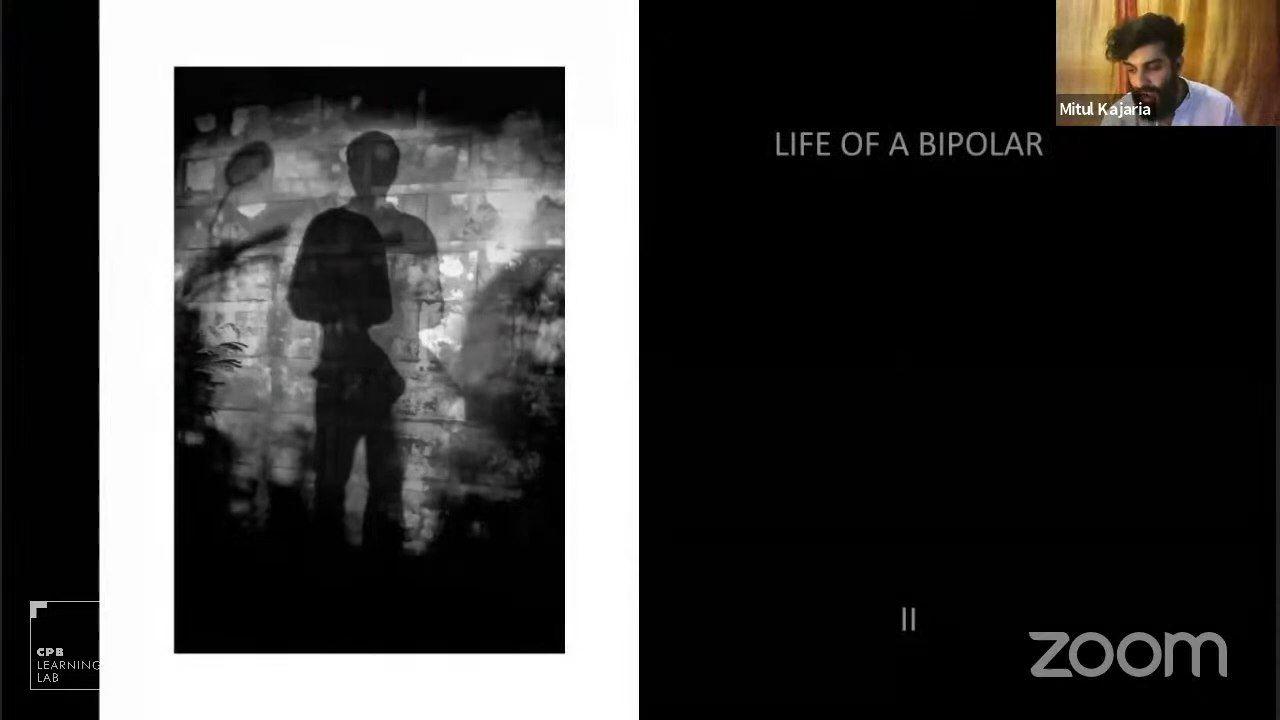 Mitul Kajaria
LIFE OF A BIPOLAR
II
CPB
LEARNING
LAB
zoom